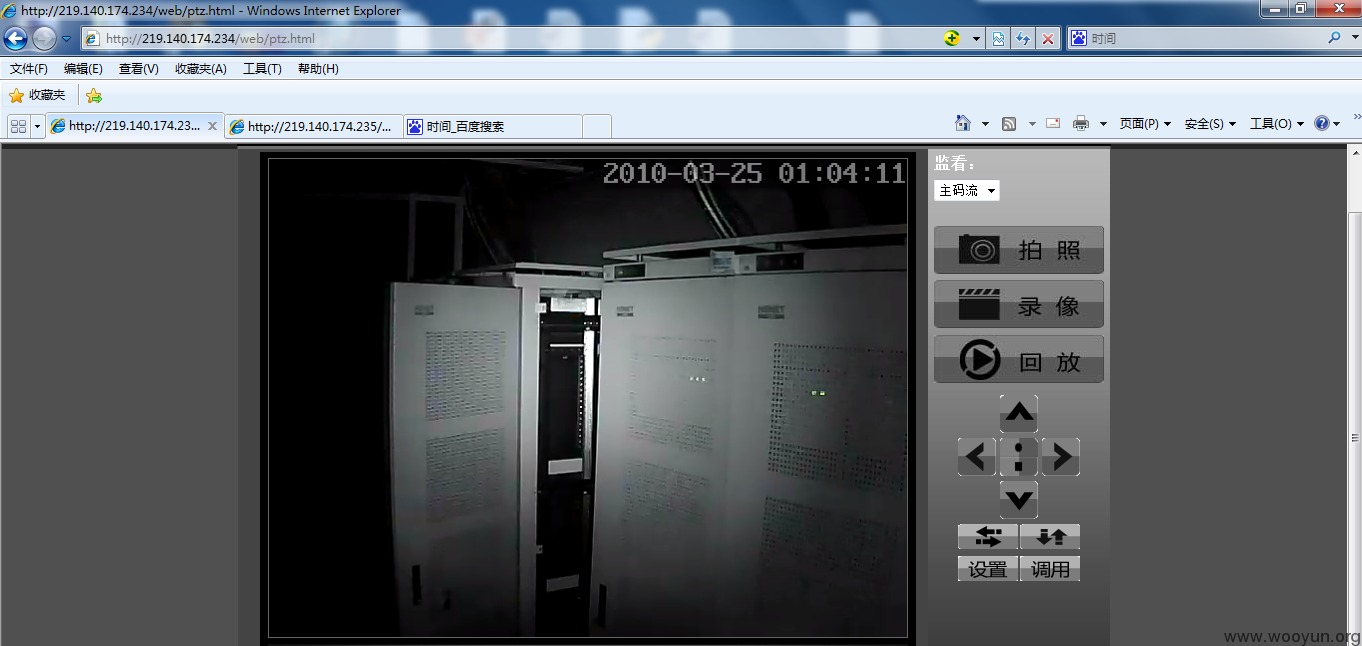 http://219.140.174.234/web/ptz.html - Windows Internet Explorer
http://219.140.174.234/web/ptz.html
时间
文件(F) 编辑(E) 查看(V) 收藏夹(A) 工具(T) 帮助(H)
收藏夹
http://219.140.174.23... http://219.140.174.235/... 时间_百度搜索
页面(P) 安全(S) 工具(O)
监看：
2010-03-25 01:04:11
主码流
拍照
录像
回放
设置 调用
www.wooyun.org